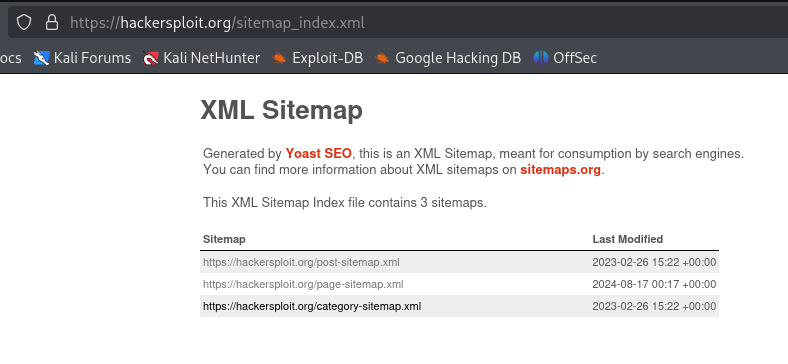 https://hackersploit.org/sitemap_index.xml
ocs Kali Forums Kali NetHunter Exploit-DB Google Hacking DB OffSec
XML Sitemap
Generated by Yoast SEO, this is an XML Sitemap, meant for consumption by search engines.
You can find more information about XML sitemaps on sitemaps.org.
This XML Sitemap Index file contains 3 sitemaps.
Sitemap Last Modified
https://hackersploit.org/post-sitemap.xml 2023-02-26 15:22 +00:00
https://hackersploit.org/page-sitemap.xml 2024-08-17 00:17 +00:00
https://hackersploit.org/category-sitemap.xml 2023-02-26 15:22 +00:00